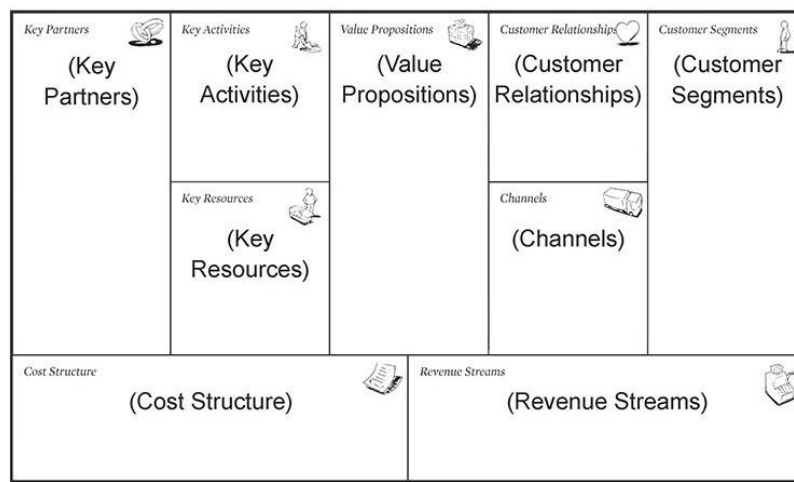 Key Partners
(Key
Partners)
Key Activities
(Key
Activities)
Key Resources
(Key
Resources)
Value Propositions
(Value
Propositions)
Customer Relationships
(Customer
Relationships)
Channels
(Channels)
Customer Segments
(Customer
Segments)
Cost Structure
(Cost Structure)
Revenue Streams
(Revenue Streams)